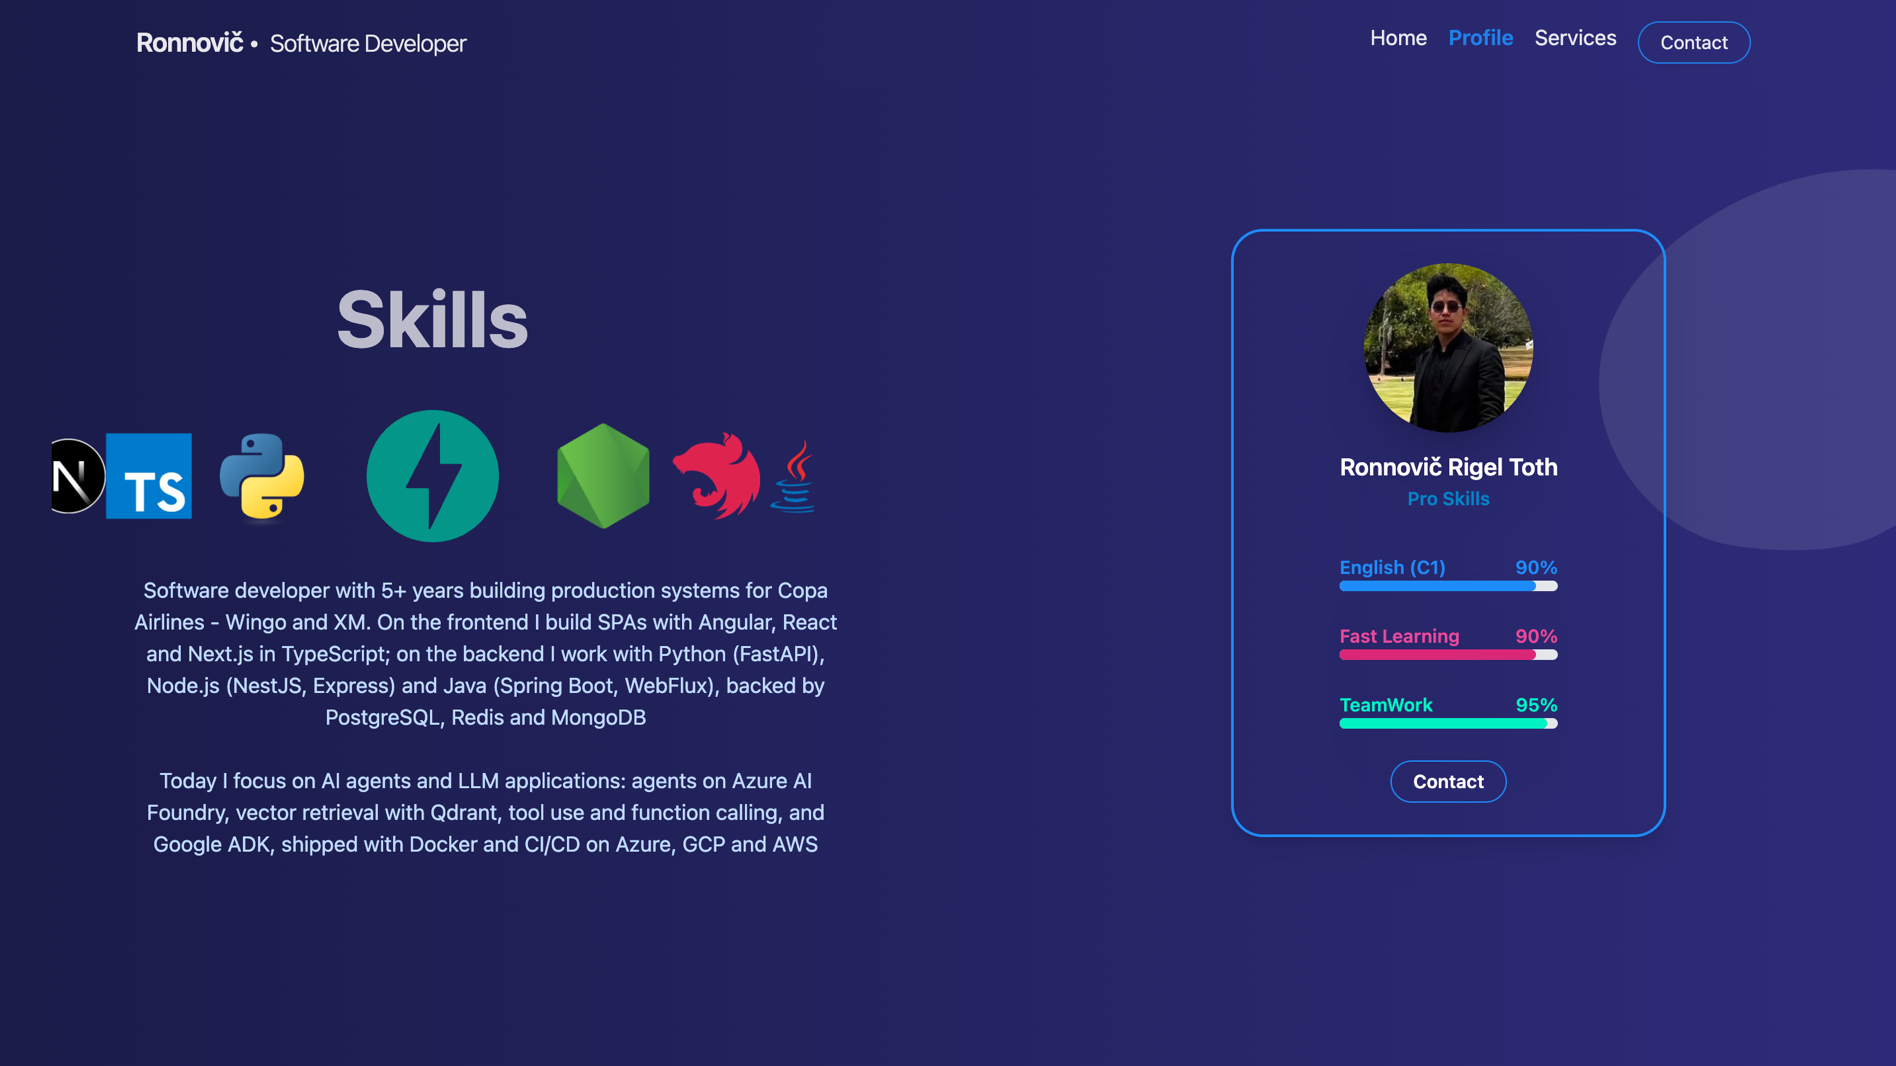 Ronnovič • Software Developer
Home Profile Services Contact
Skills
N TS
Software developer with 5+ years building production systems for Copa
Airlines - Wingo and XM. On the frontend I build SPAs with Angular, React
and Next.js in TypeScript; on the backend I work with Python (FastAPI),
Node.js (NestJS, Express) and Java (Spring Boot, WebFlux), backed by
PostgreSQL, Redis and MongoDB
Today I focus on AI agents and LLM applications: agents on Azure AI
Foundry, vector retrieval with Qdrant, tool use and function calling, and
Google ADK, shipped with Docker and CI/CD on Azure, GCP and AWS
Ronnovič Rigel Toth
Pro Skills
English (C1) 90%
Fast Learning 90%
TeamWork 95%
Contact